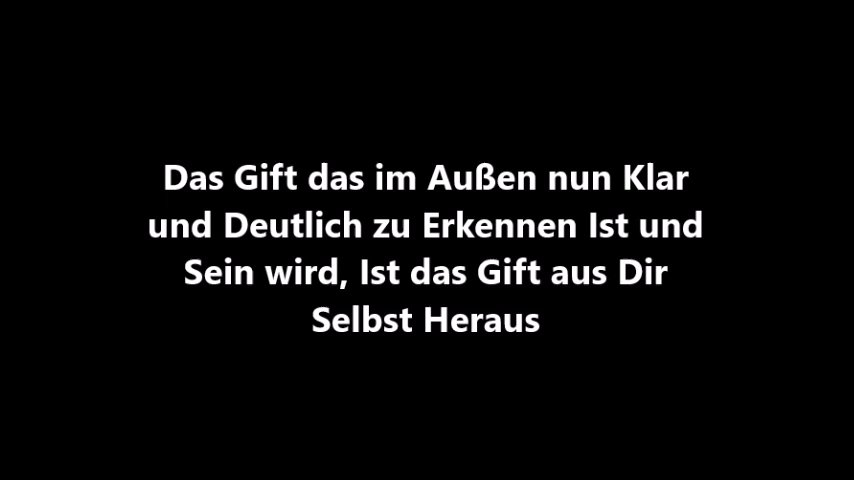 Das Gift das im Außen nun Klar
und Deutlich zu Erkennen Ist und
Sein wird, Ist das Gift aus Dir
Selbst Heraus